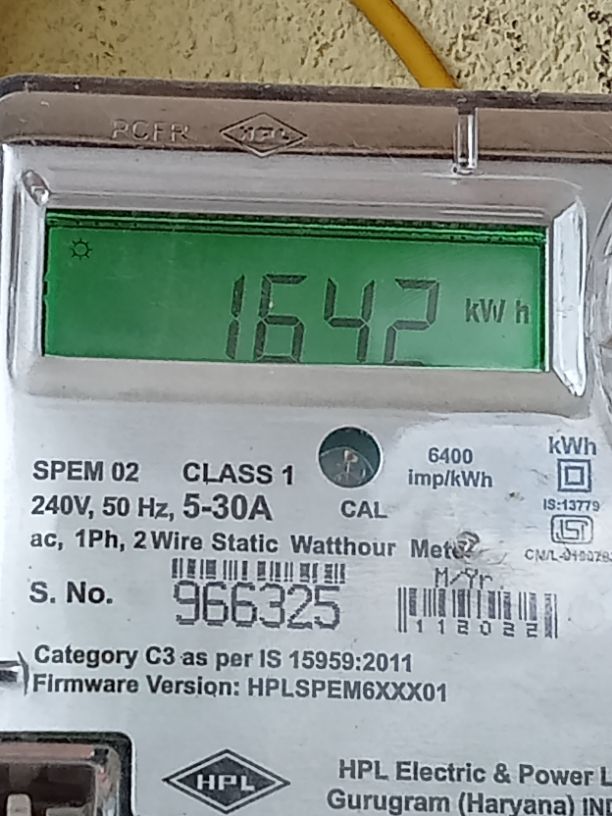 PCFR HPL
1642 kWh
SPEM 02 CLASS 1
6400
imp/kWh
kWh
240V, 50 Hz, 5-30A
CAL
IS:13779
ac, 1Ph, 2 Wire Static Watthour Meter
M/Yr.
S. No. 966325
112022
Category C3 as per IS 15959:2011
Firmware Version: HPLSPEM6XXX01
HPL
HPL Electric & Power
Gurugram (Haryana)